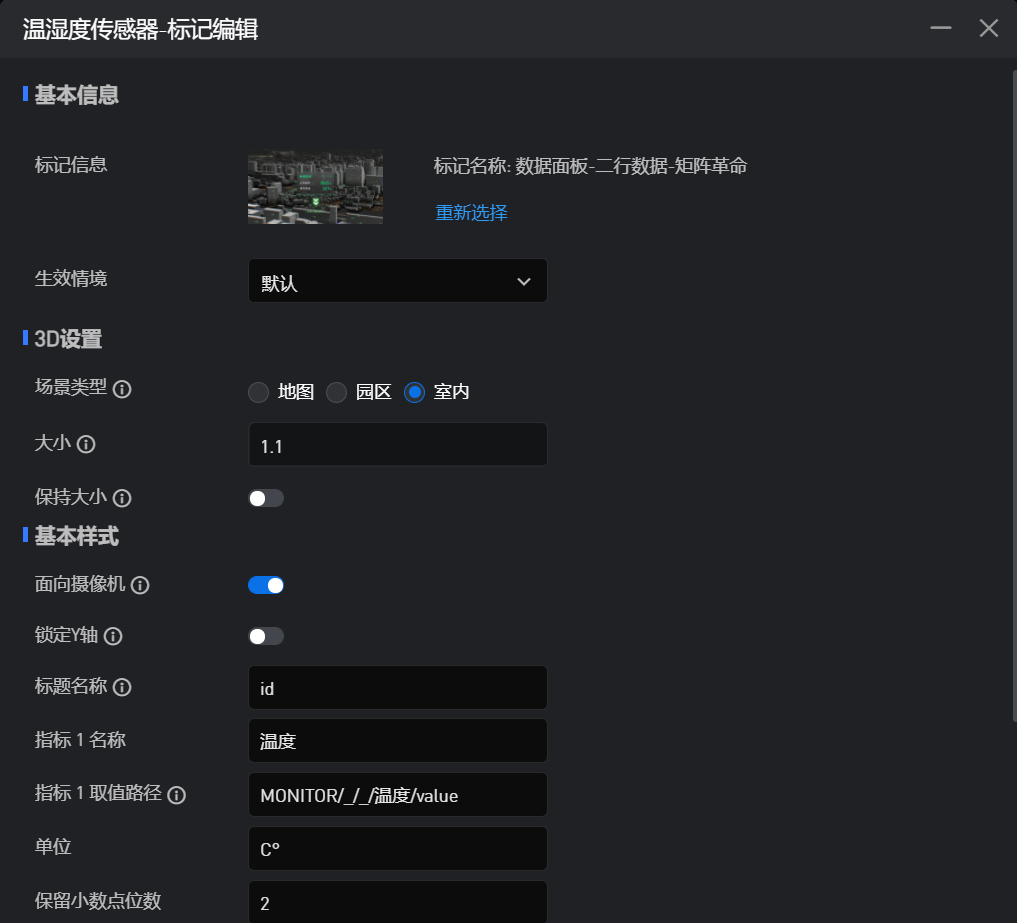 温湿度传感器-标记编辑
基本信息
标记信息
标记名称: 数据面板-二行数据-矩阵革命
重新选择
生效情境
默认
3D设置
场景类型
地图 园区 室内
大小
1.1
保持大小
基本样式
面向摄像机
锁定Y轴
标题名称
id
指标 1 名称
温度
指标 1 取值路径
MONITOR/_/_/温度/value
单位
C°
保留小数点位数
2